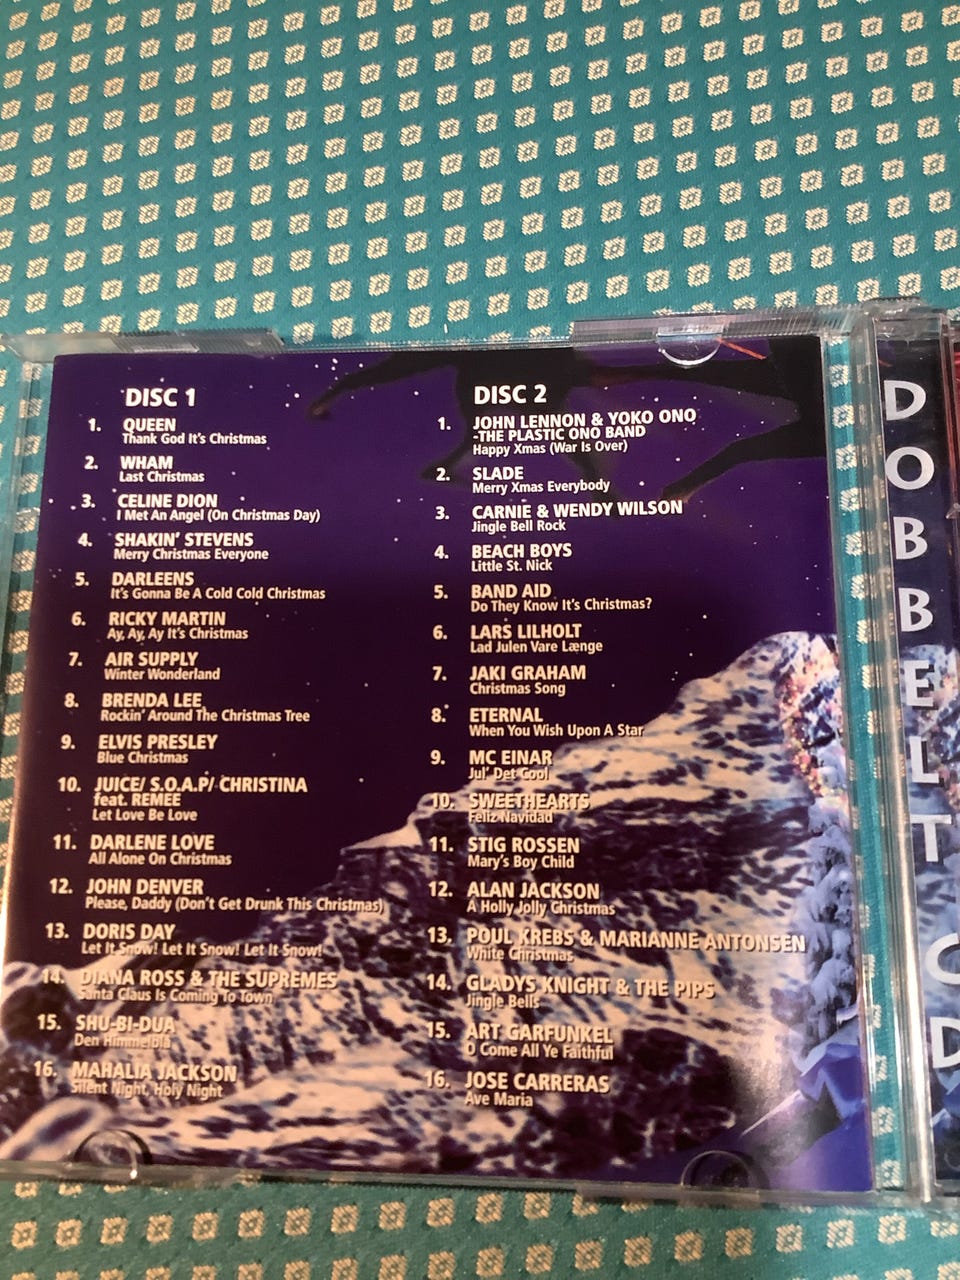 DISC 1
1. QUEEN
Thank God It's Christmas
2. WHAM
Last Christmas
3. CELINE DION
I Met An Angel (On Christmas Day)
4. SHAKIN' STEVENS
Merry Christmas Everyone
5. DARLEENS
It's Gonna Be A Cold Cold Christmas
6. RICKY MARTIN
Ay, Ay, Ay It's Christmas
7. AIR SUPPLY
Winter Wonderland
8. BRENDA LEE
Rockin' Around The Christmas Tree
9. ELVIS PRESLEY
Blue Christmas
10. JUICE/ S.O.A.P/ CHRISTINA
feat. REMEE
Let Love Be Love
11. DARLENE LOVE
All Alone On Christmas
12. JOHN DENVER
Please, Daddy (Don't Get Drunk This Christmas)
13. DORIS DAY
Let It Snow! Let It Snow! Let It Snow!
14. DIANA ROSS & THE SUPREMES
Santa Claus Is Coming To Town
15. SHU-BI-DUA
Den Himmelblå
16. MAHALIA JACKSON
Silent Night, Holy Night
DISC 2
1. JOHN LENNON & YOKO ONO
-THE PLASTIC ONO BAND
Happy Xmas (War Is Over)
2. SLADE
Merry Xmas Everybody
3. CARNIE & WENDY WILSON
Jingle Bell Rock
4. BEACH BOYS
Little St. Nick
5. BAND AID
Do They Know It's Christmas?
6. LARS LILHOLT
Lad Julen Vare Længe
7. JAKI GRAHAM
Christmas Song
8. ETERNAL
When You Wish Upon A Star
9. MC EINAR
Jul' Det Cool
10. SWEETHEARTS
Feliz Navidad
11. STIG ROSSEN
Mary's Boy Child
12. ALAN JACKSON
A Holly Jolly Christmas
13. POUL KREBS & MARIANNE ANTONSEN
White Christmas
14. GLADYS KNIGHT & THE PIPS
Jingle Bells
15. ART GARFUNKEL
O Come All Ye Faithful
16. JOSE CARRERAS
Ave Maria
DOBBELT CD